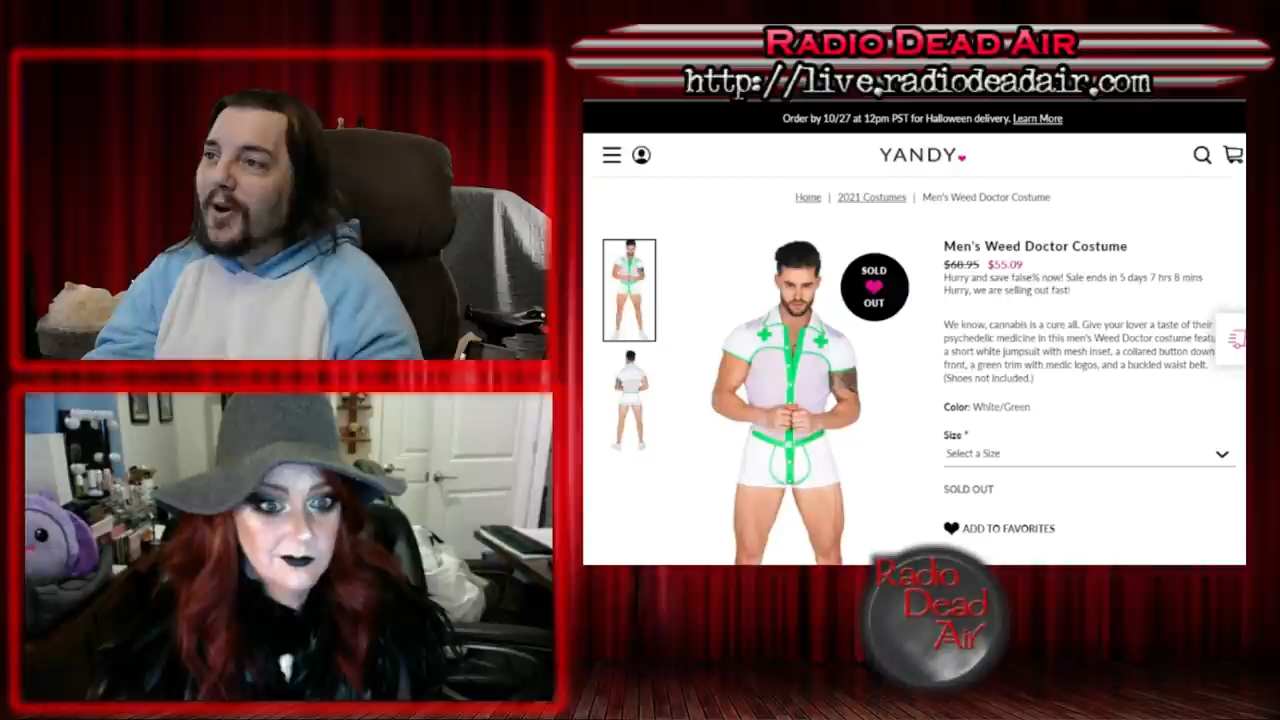 RADIO DEAD AIR
http://live.radiodeadair.com
Order by 10/27 at 12pm PST for Halloween delivery. Learn More
YANDY
Home | 2021 Costumes | Men's Weed Doctor Costume
SOLD
OUT
Men's Weed Doctor Costume
$68.95 $55.09
Hurry and save false% now! Sale ends in 5 days 7 hrs 8 mins
Hurry, we are selling out fast!
We know, cannabis is a cure all. Give your lover a taste of their
psychedelic medicine in this men's Weed Doctor costume featu
a short white jumpsuit with mesh inset, a collared button down
front, a green trim with medic logos, and a buckled waist belt.
(Shoes not included.)
Color: White/Green
Size *
Select a Size
SOLD OUT
ADD TO FAVORITES
Radio
Dead
Air